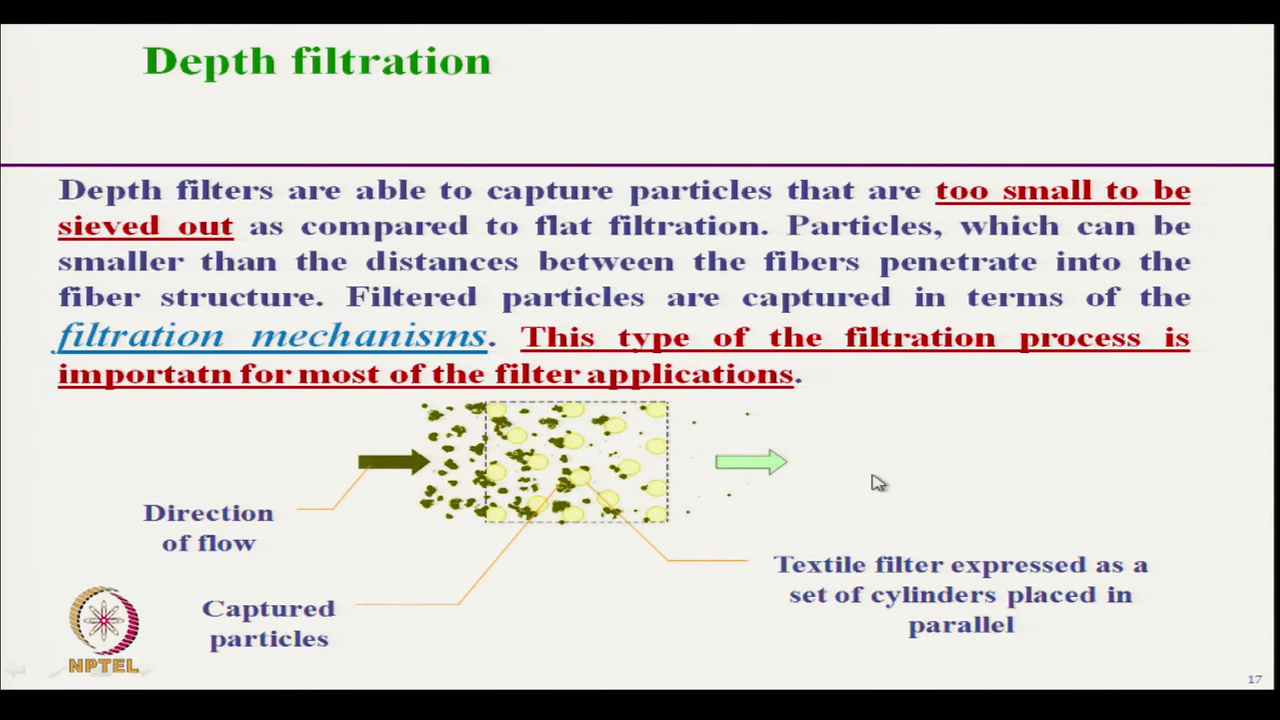 Depth filtration
Depth filters are able to capture particles that are too small to be
sieved out as compared to flat filtration. Particles, which can be
smaller than the distances between the fibers penetrate into the
fiber structure. Filtered particles are captured in terms of the
filtration mechanisms. This type of the filtration process is
importatn for most of the filter applications.
Direction
of flow
Captured
particles
Textile filter expressed as a
set of cylinders placed in
parallel
NPTEL
17